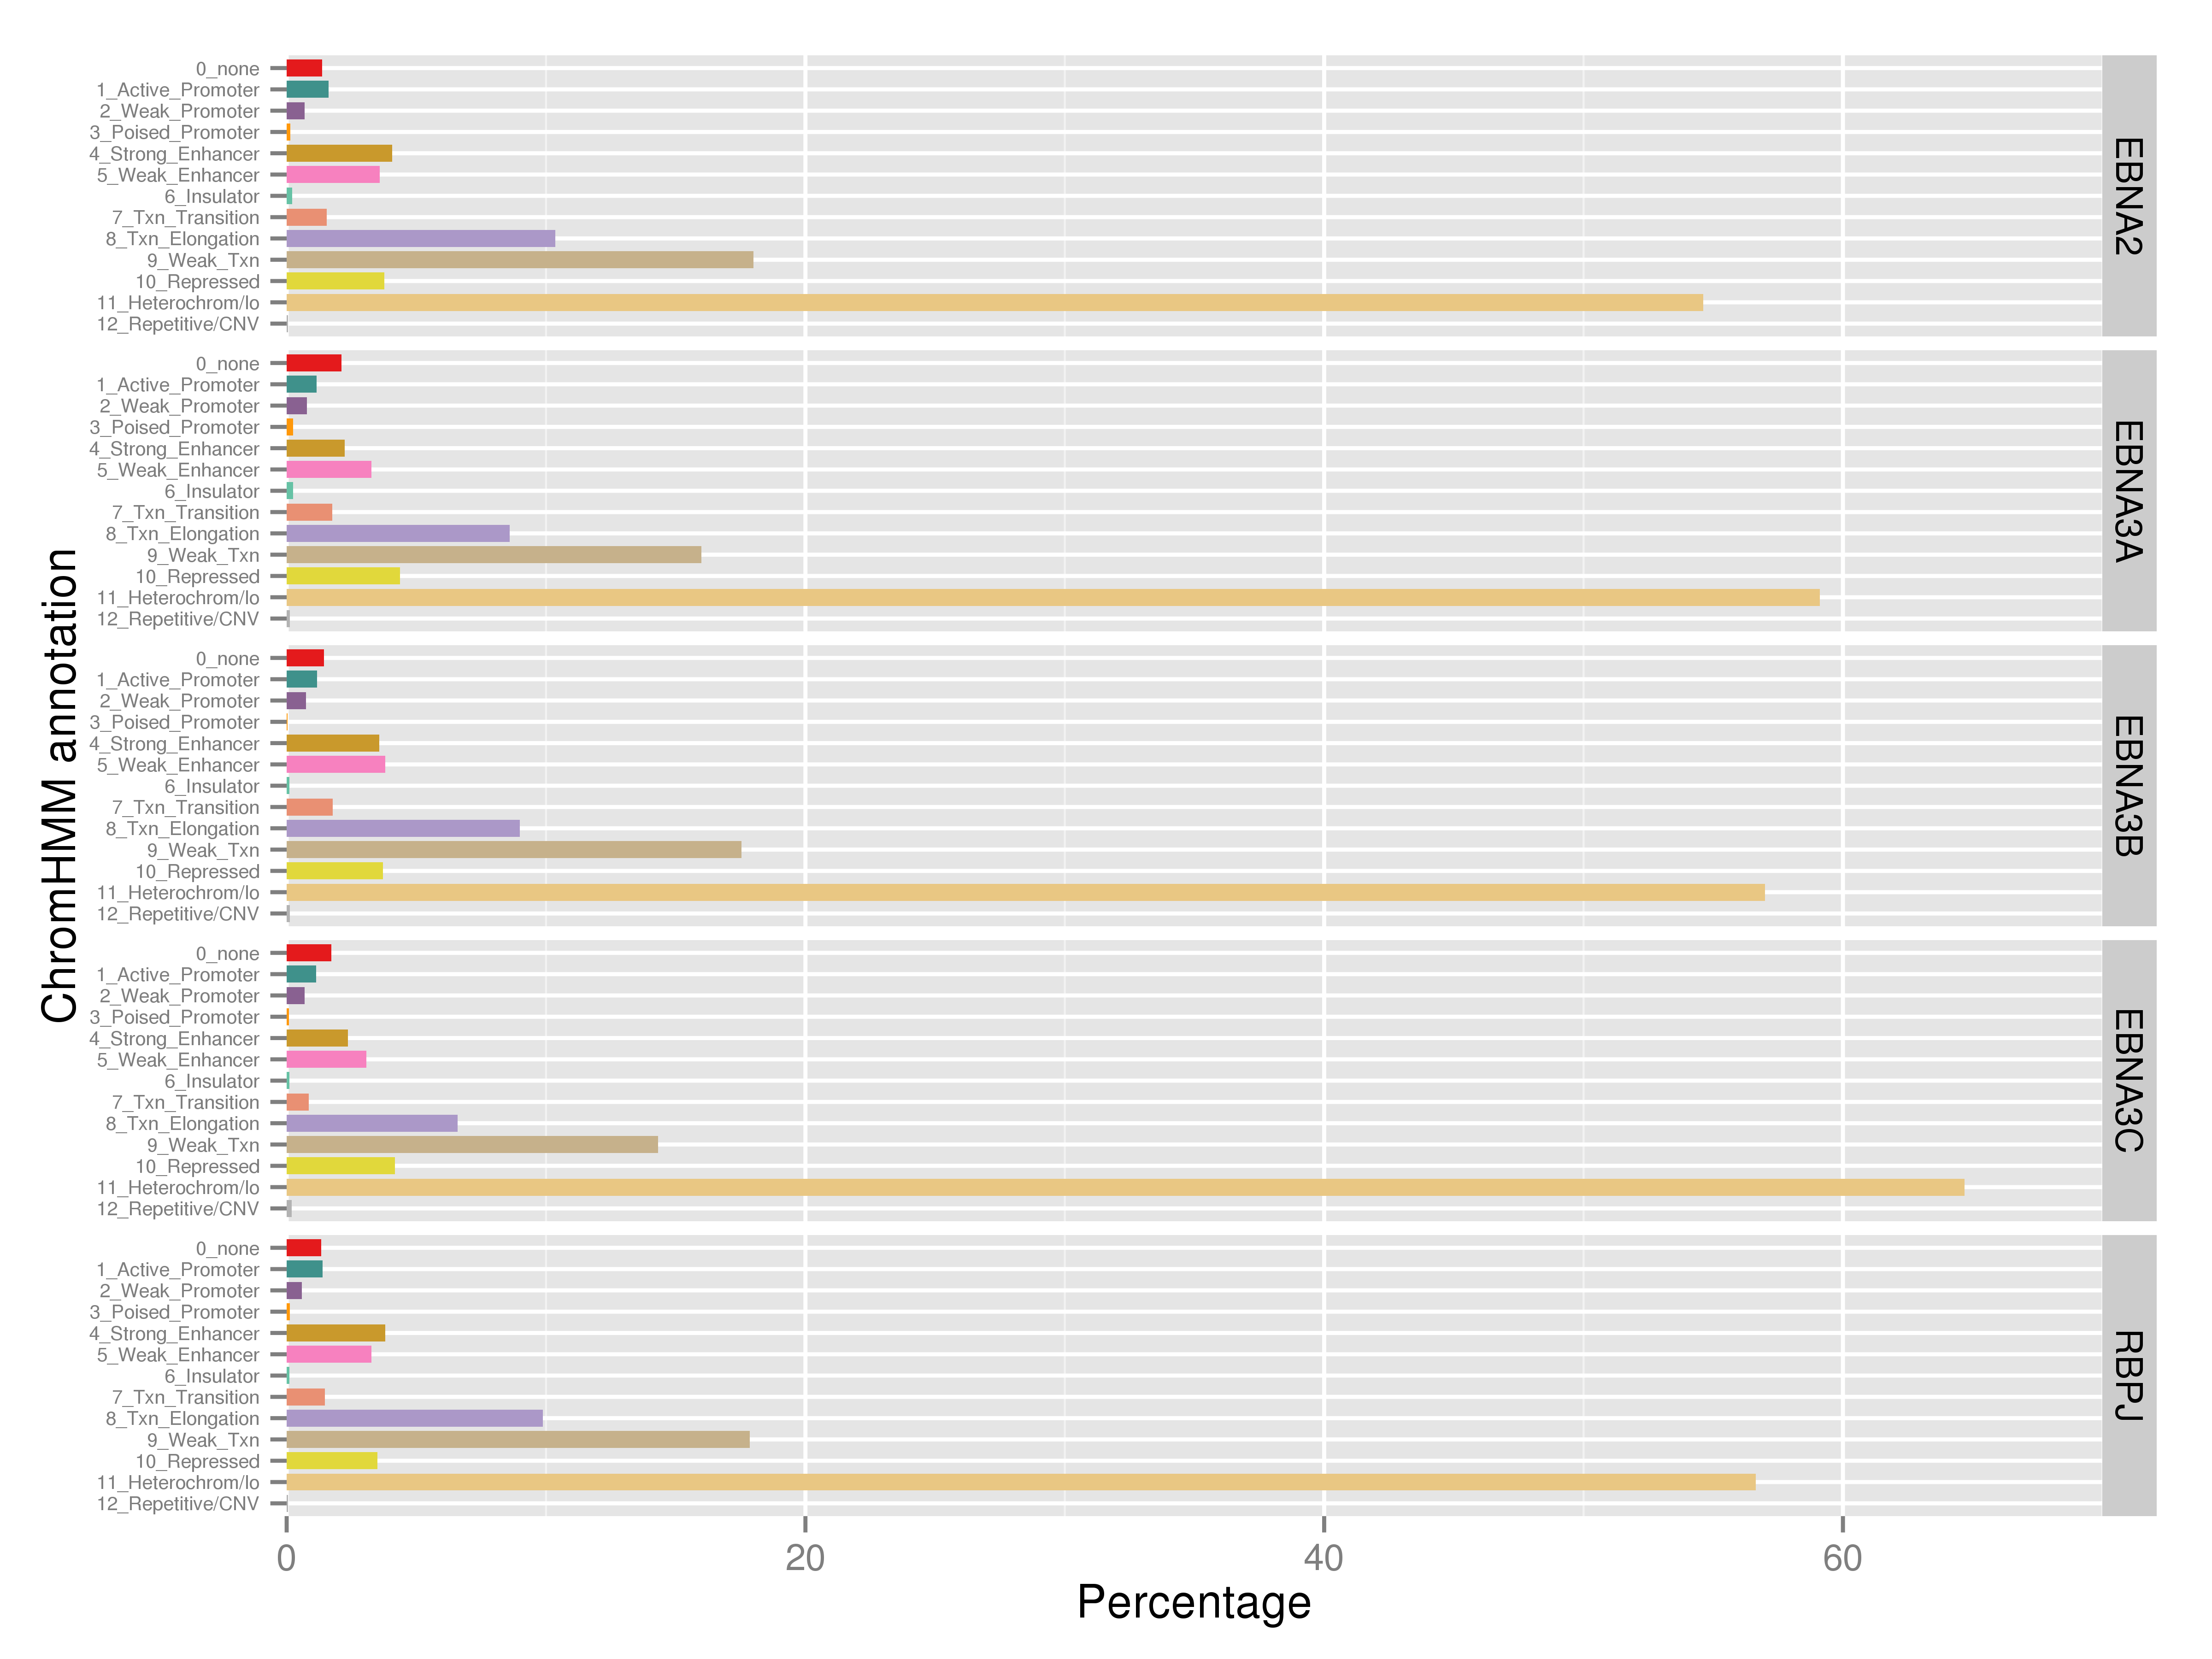 ChromHMM annotation
0_none
1_Active_Promoter
2_Weak_Promoter
3_Poised_Promoter
4_Strong_Enhancer
5_Weak_Enhancer
6_Insulator
7_Txn_Transition
8_Txn_Elongation
9_Weak_Txn
10_Repressed
11_Heterochrom/lo
12_Repetitive/CNV
EBNA2
0_none
1_Active_Promoter
2_Weak_Promoter
3_Poised_Promoter
4_Strong_Enhancer
5_Weak_Enhancer
6_Insulator
7_Txn_Transition
8_Txn_Elongation
9_Weak_Txn
10_Repressed
11_Heterochrom/lo
12_Repetitive/CNV
EBNA3A
0_none
1_Active_Promoter
2_Weak_Promoter
3_Poised_Promoter
4_Strong_Enhancer
5_Weak_Enhancer
6_Insulator
7_Txn_Transition
8_Txn_Elongation
9_Weak_Txn
10_Repressed
11_Heterochrom/lo
12_Repetitive/CNV
EBNA3B
0_none
1_Active_Promoter
2_Weak_Promoter
3_Poised_Promoter
4_Strong_Enhancer
5_Weak_Enhancer
6_Insulator
7_Txn_Transition
8_Txn_Elongation
9_Weak_Txn
10_Repressed
11_Heterochrom/lo
12_Repetitive/CNV
EBNA3C
0_none
1_Active_Promoter
2_Weak_Promoter
3_Poised_Promoter
4_Strong_Enhancer
5_Weak_Enhancer
6_Insulator
7_Txn_Transition
8_Txn_Elongation
9_Weak_Txn
10_Repressed
11_Heterochrom/lo
12_Repetitive/CNV
RBPJ
0 20 40 60
Percentage